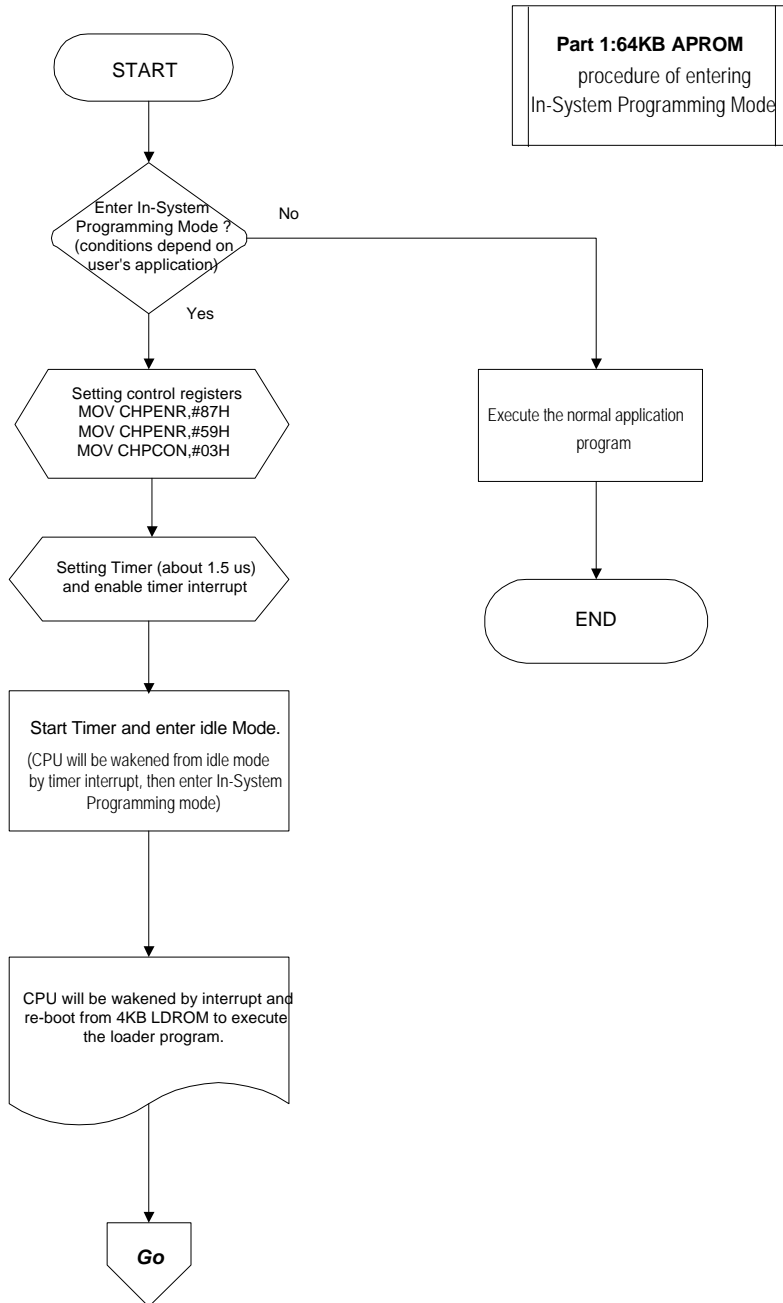 START
Part 1:64KB APROM
procedure of entering
In-System Programming Mode
Enter In-System
Programming Mode ?
(conditions depend on
user's application)
No
Yes
Setting control registers
MOV CHPENR,#87H
MOV CHPENR,#59H
MOV CHPCON,#03H
Execute the normal application
program
Setting Timer (about 1.5 us)
and enable timer interrupt
END
Start Timer and enter idle Mode.
(CPU will be wakened from idle mode
by timer interrupt, then enter In-System
Programming mode)
CPU will be wakened by interrupt and
re-boot from 4KB LDROM to execute
the loader program.
Go